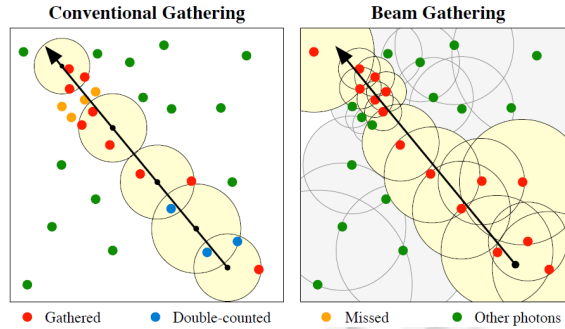 Conventional Gathering
Beam Gathering
Gathered
Double-counted
Missed
Other photons